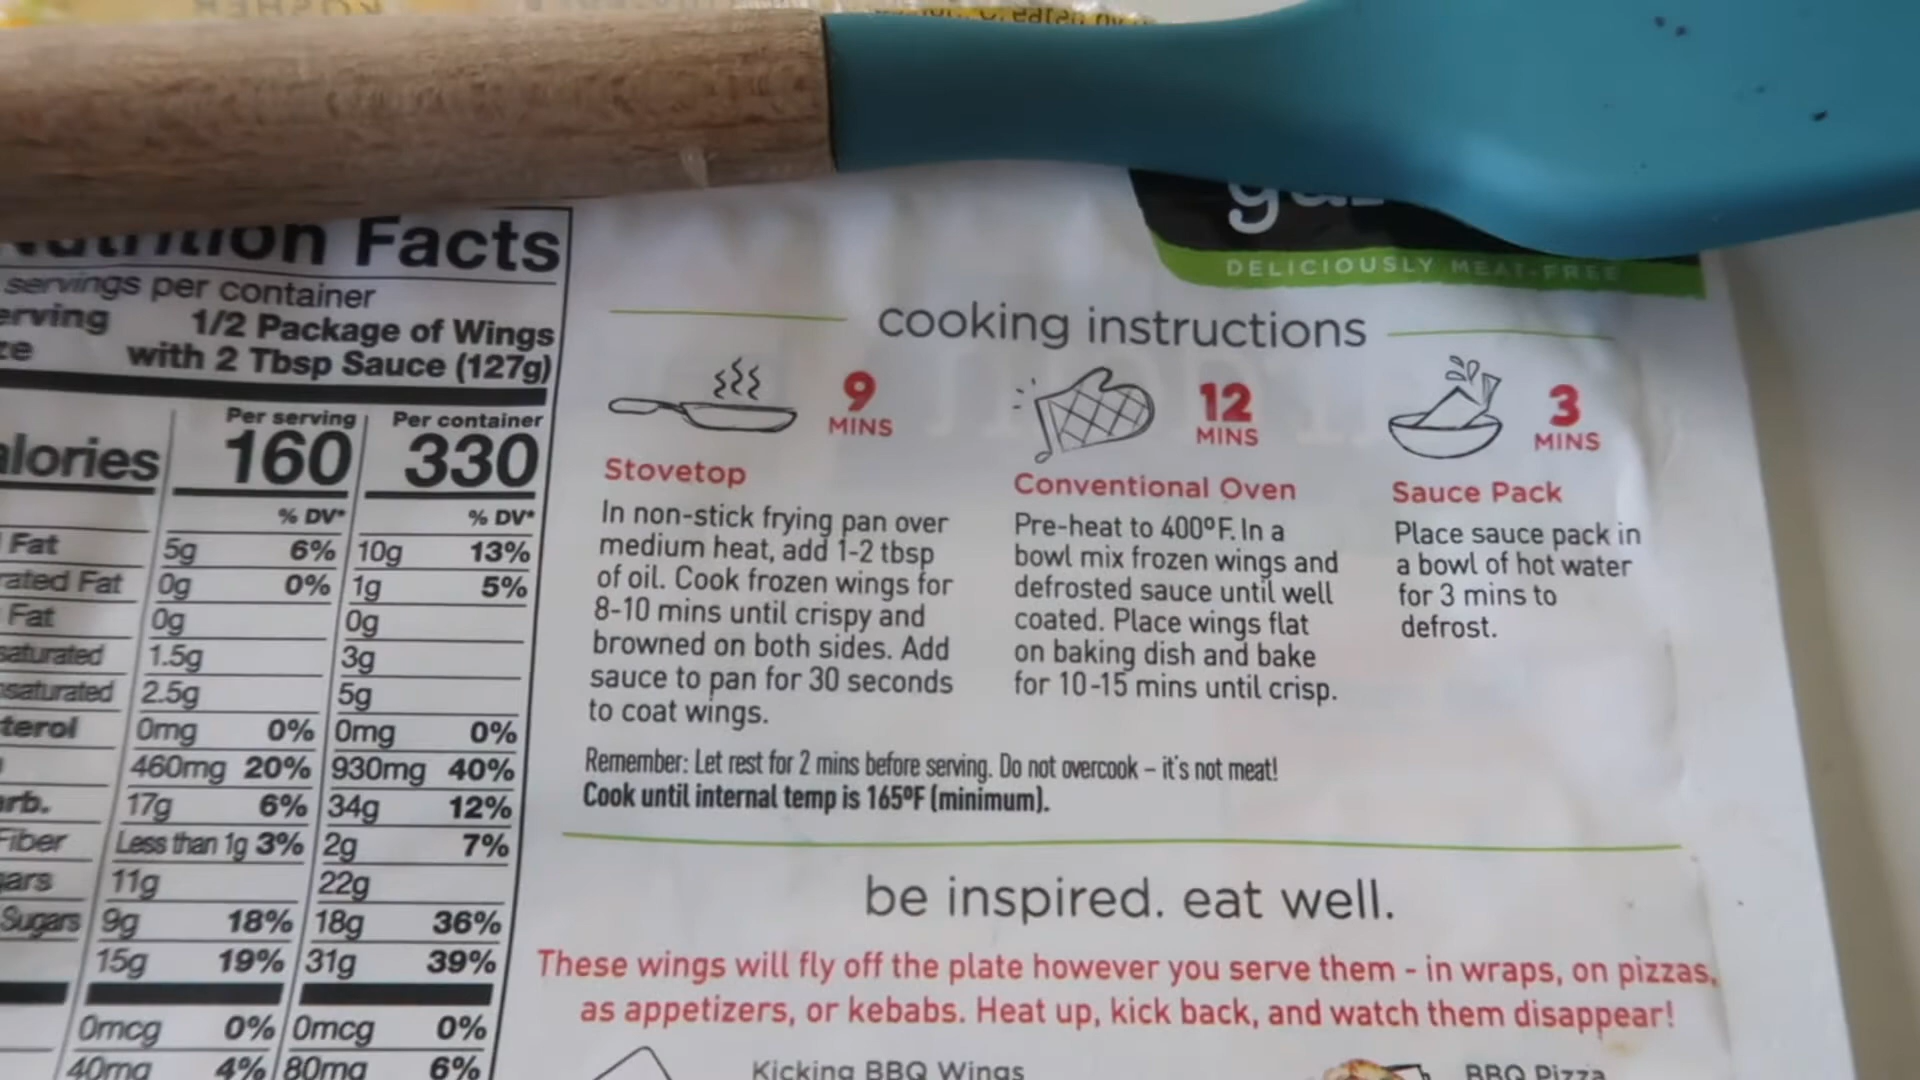 KOSHER
Nutrition Facts
servings per container
erving 1/2 Package of Wings
ze with 2 Tbsp Sauce (127g)
Per serving Per container
alories 160 330
% DV* % DV*
Fat 5g 6% 10g 13%
rated Fat 0g 0% 1g 5%
Fat 0g 0g
saturated 1.5g 3g
nsaturated 2.5g 5g
terol 0mg 0% 0mg 0%
460mg 20% 930mg 40%
arb. 17g 6% 34g 12%
Fiber Less than 1g 3% 2g 7%
gars 11g 22g
Sugars 9g 18% 18g 36%
15g 19% 31g 39%
0mcg 0% 0mcg 0%
40mg 4% 80mg 6%
DELICIOUSLY MEAT-FREE
cooking instructions
9
MINS
Stovetop
In non-stick frying pan over
medium heat, add 1-2 tbsp
of oil. Cook frozen wings for
8-10 mins until crispy and
browned on both sides. Add
sauce to pan for 30 seconds
to coat wings.
12
MINS
Conventional Oven
Pre-heat to 400ºF. In a
bowl mix frozen wings and
defrosted sauce until well
coated. Place wings flat
on baking dish and bake
for 10-15 mins until crisp.
3
MINS
Sauce Pack
Place sauce pack in
a bowl of hot water
for 3 mins to
defrost.
Remember: Let rest for 2 mins before serving. Do not overcook – it's not meat!
Cook until internal temp is 165ºF (minimum).
be inspired. eat well.
These wings will fly off the plate however you serve them - in wraps, on pizzas,
as appetizers, or kebabs. Heat up, kick back, and watch them disappear!
Kicking BBQ Wings
BBQ Pizza